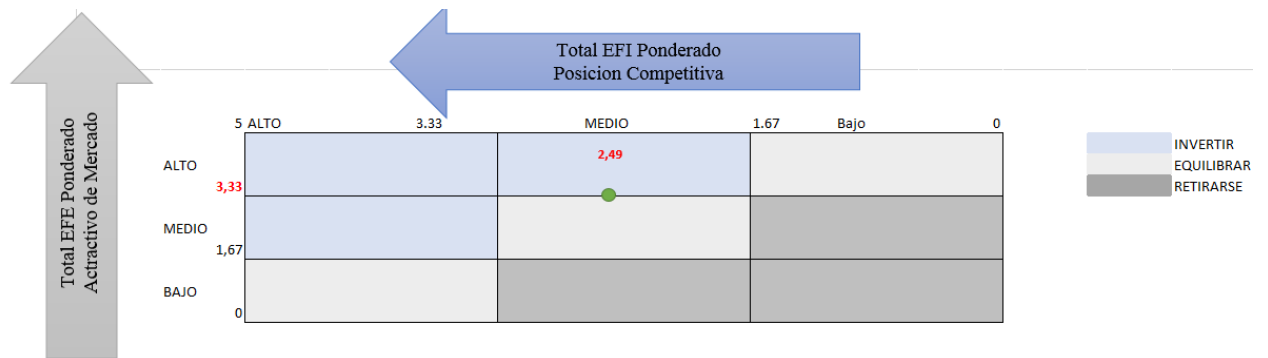 Total EFI Ponderado
Posicion Competitiva
Total EFE Ponderado
Actractivo de Mercado
5 ALTO 3.33 MEDIO 1.67 Bajo 0
ALTO
2,49
3,33
MEDIO
1,67
BAJO
0
INVERTIR
EQUILIBRAR
RETIRARSE